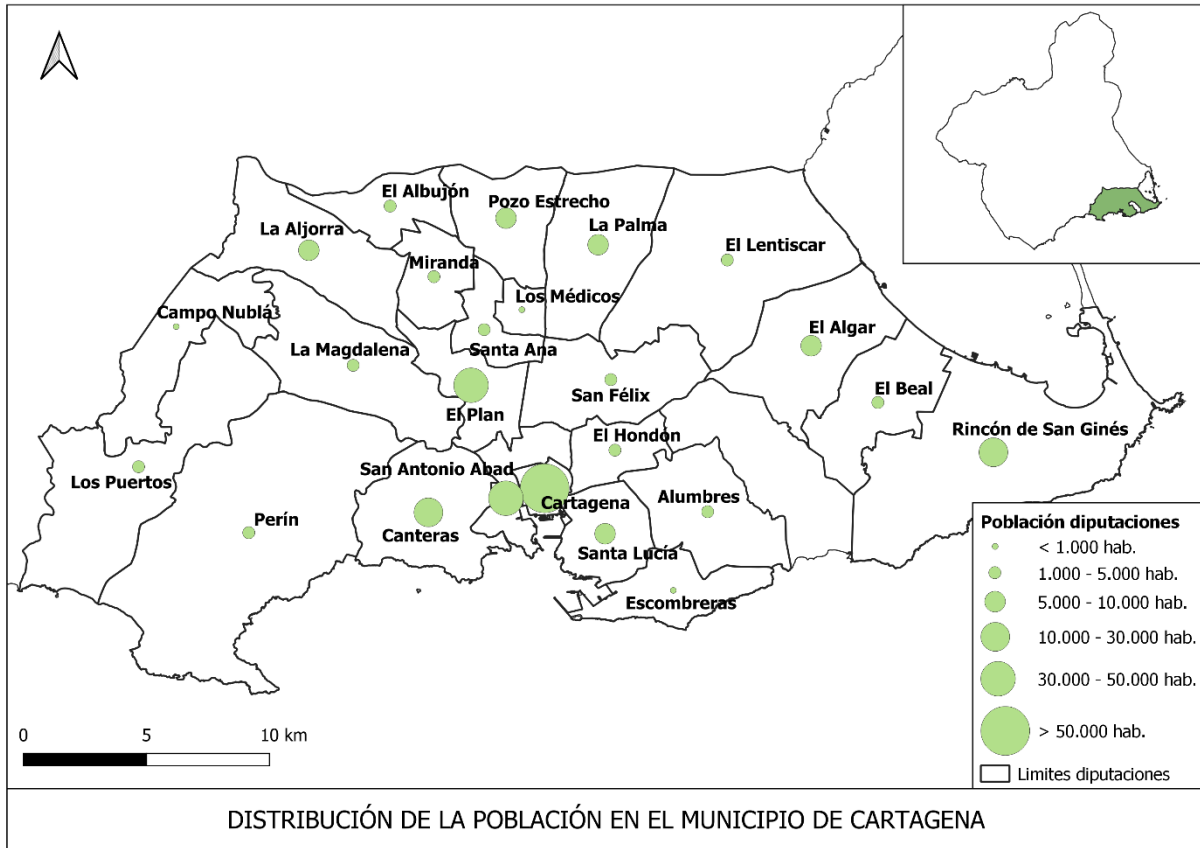 El Albujón
Pozo Estrecho
La Palma
La Aljorra
El Lentiscar
Miranda
Los Médicos
Campo Nubla
El Algar
La Magdalena
Santa Ana
El Beal
San Félix
El Plan
Rincón de San Ginés
El Hondón
San Antonio Abad
Los Puertos
Cartagena
Alumbres
Perín
Canteras
Santa Lucía
Escombreras
Población diputaciones
< 1.000 hab.
1.000 - 5.000 hab.
5.000 - 10.000 hab.
10.000 - 30.000 hab.
30.000 - 50.000 hab.
> 50.000 hab.
Limites diputaciones
0 5 10 km
DISTRIBUCIÓN DE LA POBLACIÓN EN EL MUNICIPIO DE CARTAGENA